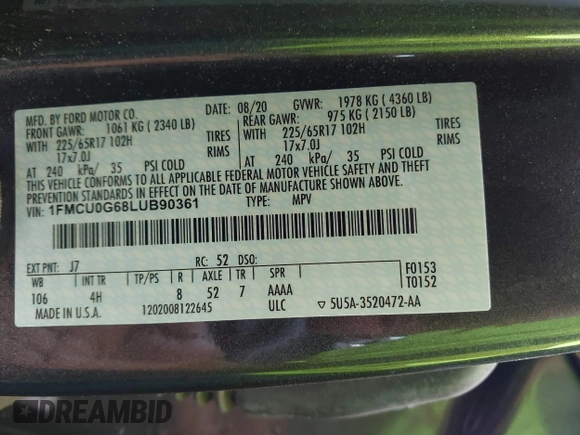 MFD. BY FORD MOTOR CO.
DATE: 08/20 GVWR: 1978 KG ( 4360 LB)
FRONT GAWR: 1061 KG ( 2340 LB) REAR GAWR: 975 KG ( 2150 LB)
WITH 225/65R17 102H TIRES WITH 225/65R17 102H TIRES
17x7.0J RIMS 17x7.0J RIMS
AT 240 kPa/ 35 PSI COLD AT 240 kPa/ 35 PSI COLD
THIS VEHICLE CONFORMS TO ALL APPLICABLE FEDERAL MOTOR VEHICLE SAFETY AND THEFT
PREVENTION STANDARDS IN EFFECT ON THE DATE OF MANUFACTURE SHOWN ABOVE.
VIN: 1FMCU0G68LUB90361 TYPE: MPV
EXT PNT: J7 RC: 52 DSO: F0153
WB INT TR TP/PS R AXLE TR SPR T0152
106 4H 8 52 7 AAAA
MADE IN U.S.A. 1202008122645 ULC ▽ 5U5A-3520472-AA
DREAMBID